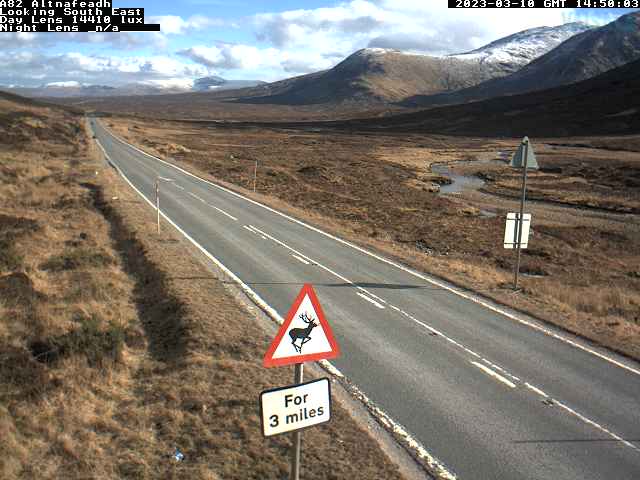 A82 Altnafeadh
Looking South East
Day Lens 14410 lux
Night Lens n/a
2023-03-10 GMT 14:50:03
For
3 miles